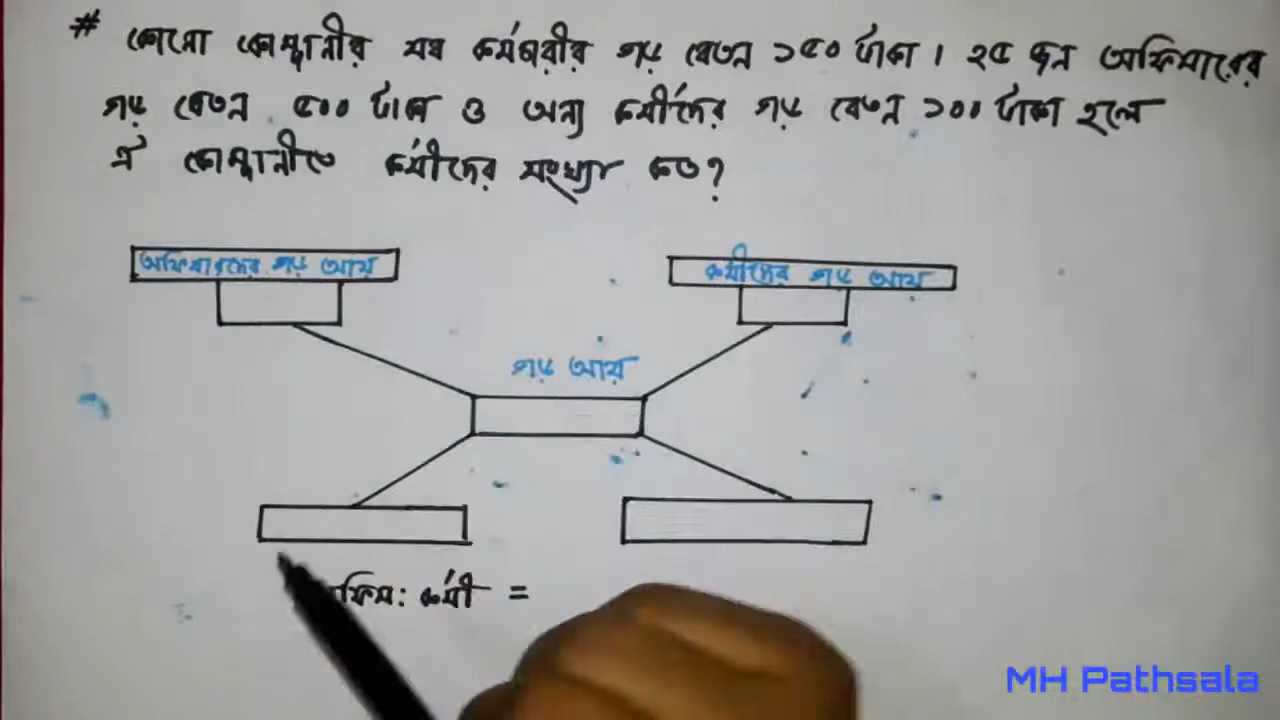 # কোনো কোম্পানীর সব কর্মচারীর গড় বেতন ১৫০ টাকা। ২৫ জন অফিসারের
গড় বেতন ৫০০ টাকা ও অন্য কর্মীদের গড় বেতন ১০০ টাকা হলে
ঐ কোম্পানীতে কর্মীদের সংখ্যা কত?
অফিসারদের গড় আয়
কর্মীদের গড় আয়
গড় আয়
: কর্মী =
MH Pathsala